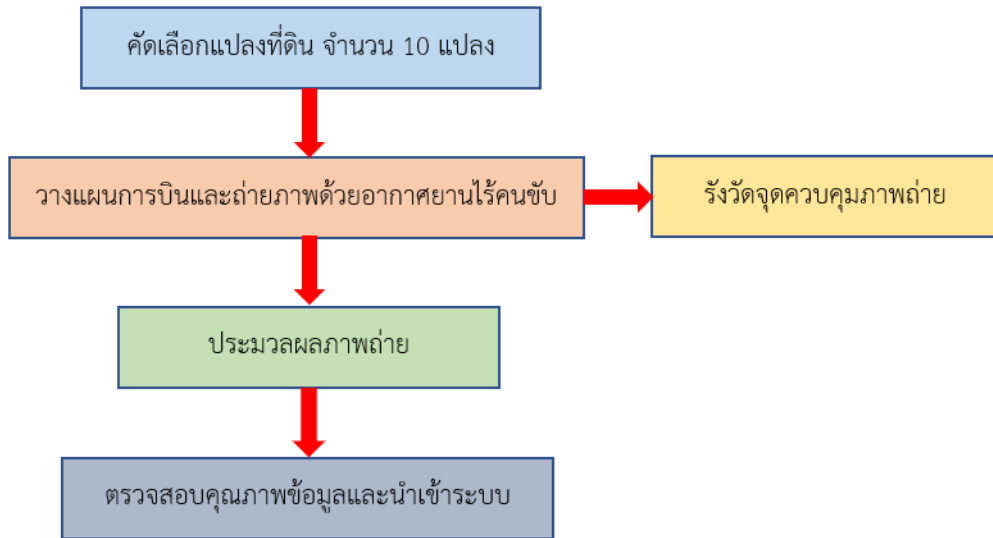 คัดเลือกแปลงที่ดิน จำนวน 10 แปลง
วางแผนการบินและถ่ายภาพด้วยอากาศยานไร้คนขับ
รังวัดจุดควบคุมภาพถ่าย
ประมวลผลภาพถ่าย
ตรวจสอบคุณภาพข้อมูลและนำเข้าระบบ